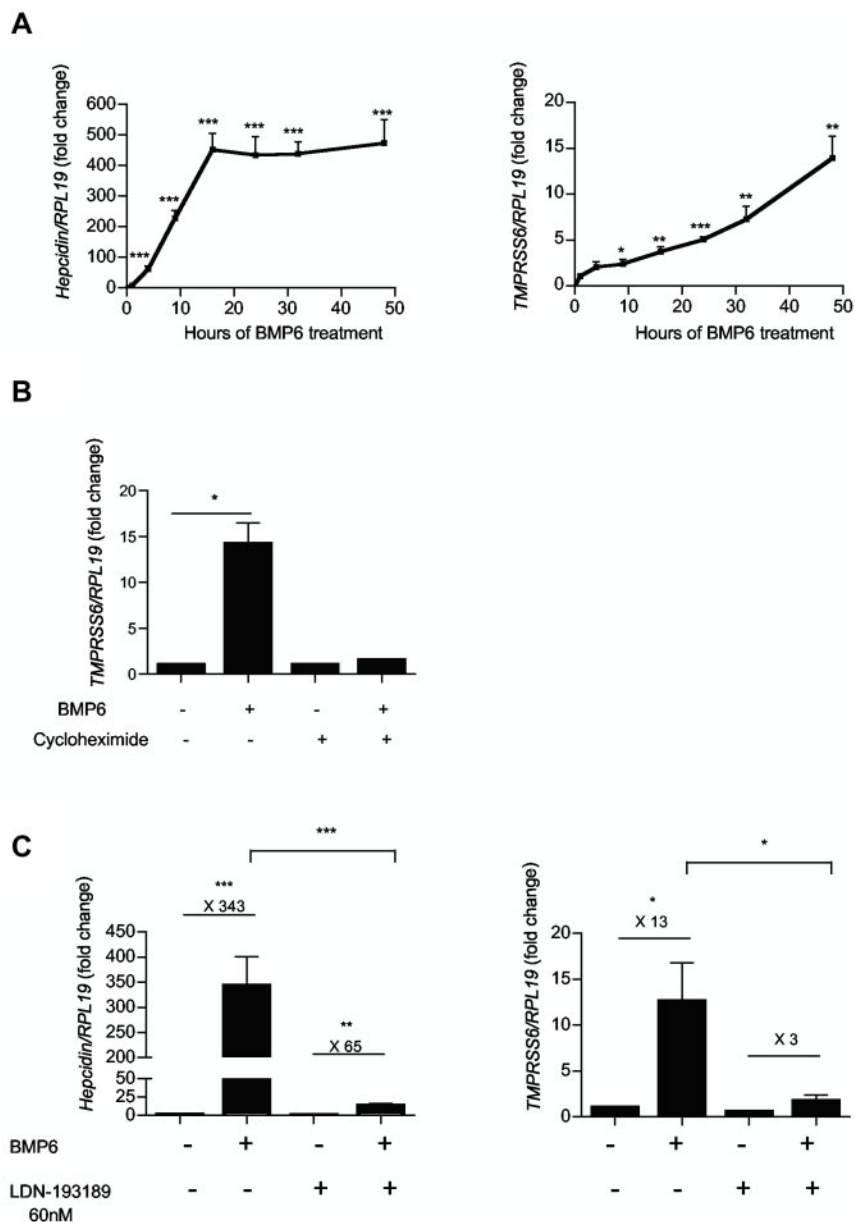 A
Hepcidin/RPL19 (fold change)
600
500
400
300
200
100
0
*** *** *** *** *** ***
0 10 20 30 40 50
Hours of BMP6 treatment
TMPRSS6/RPL19 (fold change)
20
15
10
5
0
* ** *** ** **
0 10 20 30 40 50
Hours of BMP6 treatment
B
TMPRSS6/RPL19 (fold change)
20
15
10
5
0
*
BMP6 - + - +
Cycloheximide - - + +
C
Hepcidin/RPL19 (fold change)
450
400
350
300
250
200
50
25
0
***
***
X 343
**
X 65
BMP6 - + - +
LDN-193189 - - + +
60nM
TMPRSS6/RPL19 (fold change)
20
15
10
5
0
*
*
X 13
X 3
- + - +
- - + +